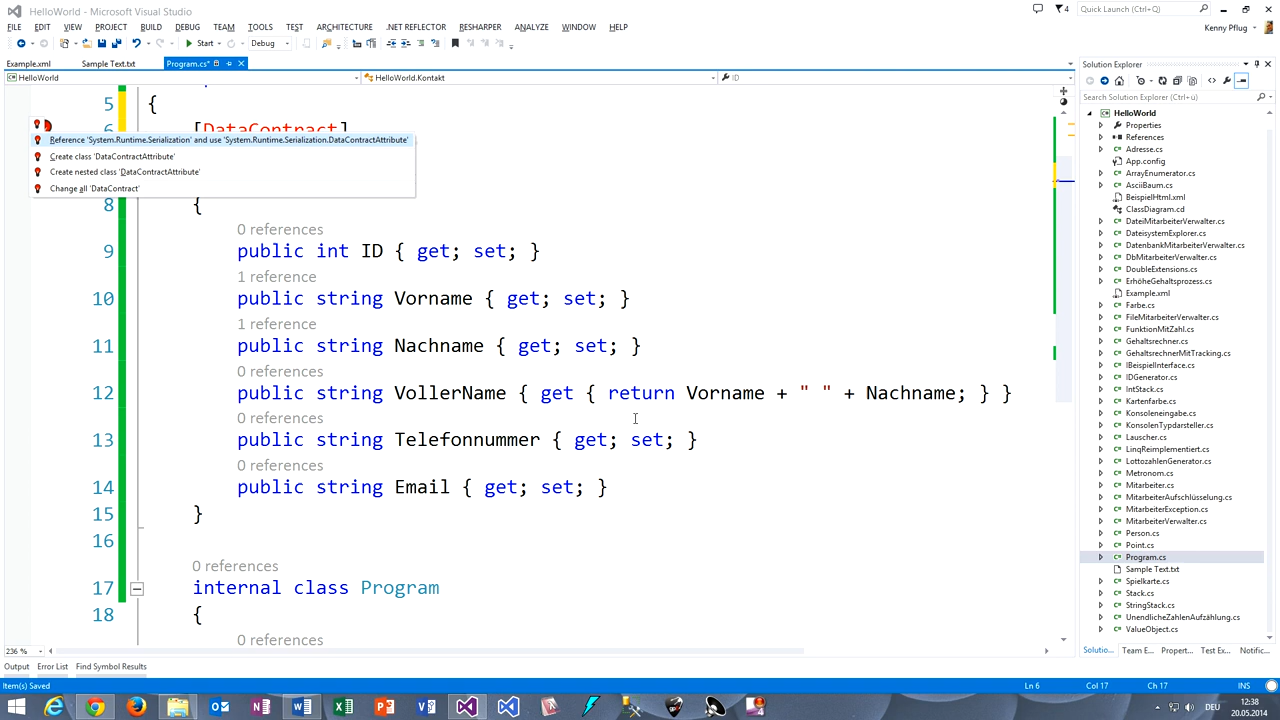 HelloWorld - Microsoft Visual Studio
Quick Launch (Ctrl+Q)
FILE EDIT VIEW PROJECT BUILD DEBUG TEAM TOOLS TEST ARCHITECTURE .NET REFLECTOR RESHARPER ANALYZE WINDOW HELP
Kenny Pflug
Start Debug
Example.xml Sample Text.txt Program.cs*
HelloWorld HelloWorld.Kontakt ID
5 {
6 [DataContract]
Reference 'System.Runtime.Serialization' and use 'System.Runtime.Serialization.DataContractAttribute'
Create class 'DataContractAttribute'
Create nested class 'DataContractAttribute'
Change all 'DataContract'
8 {
0 references
9 public int ID { get; set; }
1 reference
10 public string Vorname { get; set; }
1 reference
11 public string Nachname { get; set; }
0 references
12 public string VollerName { get { return Vorname + " " + Nachname; } }
0 references
13 public string Telefonnummer { get; set; }
0 references
14 public string Email { get; set; }
15 }
16
0 references
17 internal class Program
18 {
0 references
236 %
Solution Explorer
Search Solution Explorer (Ctrl+ü)
HelloWorld
Properties
References
Adresse.cs
App.config
ArrayEnumerator.cs
AsciiBaum.cs
BeispielHtml.xml
ClassDiagram.cd
DateiMitarbeiterVerwalter.cs
DateisystemExplorer.cs
DatenbankMitarbeiterVerwalter.cs
DbMitarbeiterVerwalter.cs
DoubleExtensions.cs
ErhöheGehaltsprozess.cs
Example.xml
Farbe.cs
FileMitarbeiterVerwalter.cs
FunktionMitZahl.cs
Gehaltsrechner.cs
GehaltsrechnerMitTracking.cs
IBeispielInterface.cs
IDGenerator.cs
IntStack.cs
Kartenfarbe.cs
Konsoleneingabe.cs
KonsolenTypdarsteller.cs
Lauscher.cs
LinqReimplementiert.cs
LottozahlenGenerator.cs
Metronom.cs
Mitarbeiter.cs
MitarbeiterAufschlüsselung.cs
MitarbeiterException.cs
MitarbeiterVerwalter.cs
Person.cs
Point.cs
Program.cs
Sample Text.txt
Spielkarte.cs
Stack.cs
StringStack.cs
UnendlicheZahlenAufzählung.cs
ValueObject.cs
Solutio... Team E... Propert... Test Ex... Notific...
Output Error List Find Symbol Results
Item(s) Saved Ln 6 Col 17 Ch 17 INS
DEU
12:38
20.05.2014